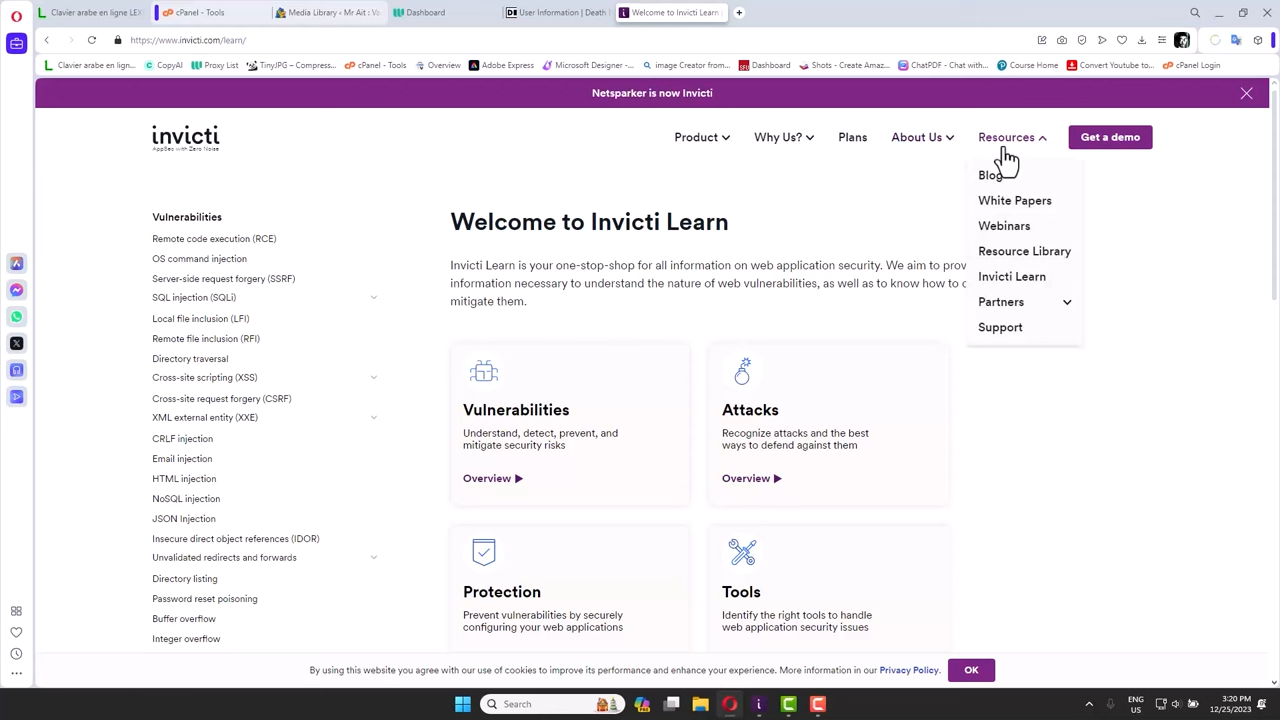 Clavier arabe en ligne LEX
cPanel - Tools
Media Library ‹ Mr Ait : Va
Dashboard
User Information | Death
Welcome to Invicti Learn |
https://www.invicti.com/learn/
Clavier arabe en lign...
CopyAI
Proxy List
TinyJPG – Compress...
cPanel - Tools
Overview
Adobe Express
Microsoft Designer -...
image Creator from...
Dashboard
Shots - Create Amaz...
ChatPDF - Chat with...
Course Home
Convert Youtube to...
cPanel Login
Netsparker is now Invicti
invicti
AppSec with Zero Noise
Product
Why Us?
Plans
About Us
Resources
Get a demo
Blog
White Papers
Webinars
Resource Library
Invicti Learn
Partners
Support
Vulnerabilities
Remote code execution (RCE)
OS command injection
Server-side request forgery (SSRF)
SQL injection (SQLi)
Local file inclusion (LFI)
Remote file inclusion (RFI)
Directory traversal
Cross-site scripting (XSS)
Cross-site request forgery (CSRF)
XML external entity (XXE)
CRLF injection
Email injection
HTML injection
NoSQL injection
JSON Injection
Insecure direct object references (IDOR)
Unvalidated redirects and forwards
Directory listing
Password reset poisoning
Buffer overflow
Integer overflow
Welcome to Invicti Learn
Invicti Learn is your one-stop-shop for all information on web application security. We aim to prov
information necessary to understand the nature of web vulnerabilities, as well as to know how to
mitigate them.
Vulnerabilities
Understand, detect, prevent, and
mitigate security risks
Overview
Attacks
Recognize attacks and the best
ways to defend against them
Overview
Protection
Prevent vulnerabilities by securely
configuring your web applications
Tools
Identify the right tools to handle
web application security issues
By using this website you agree with our use of cookies to improve its performance and enhance your experience. More information in our Privacy Policy.
OK
Search
ENG
US
3:20 PM
12/25/2023